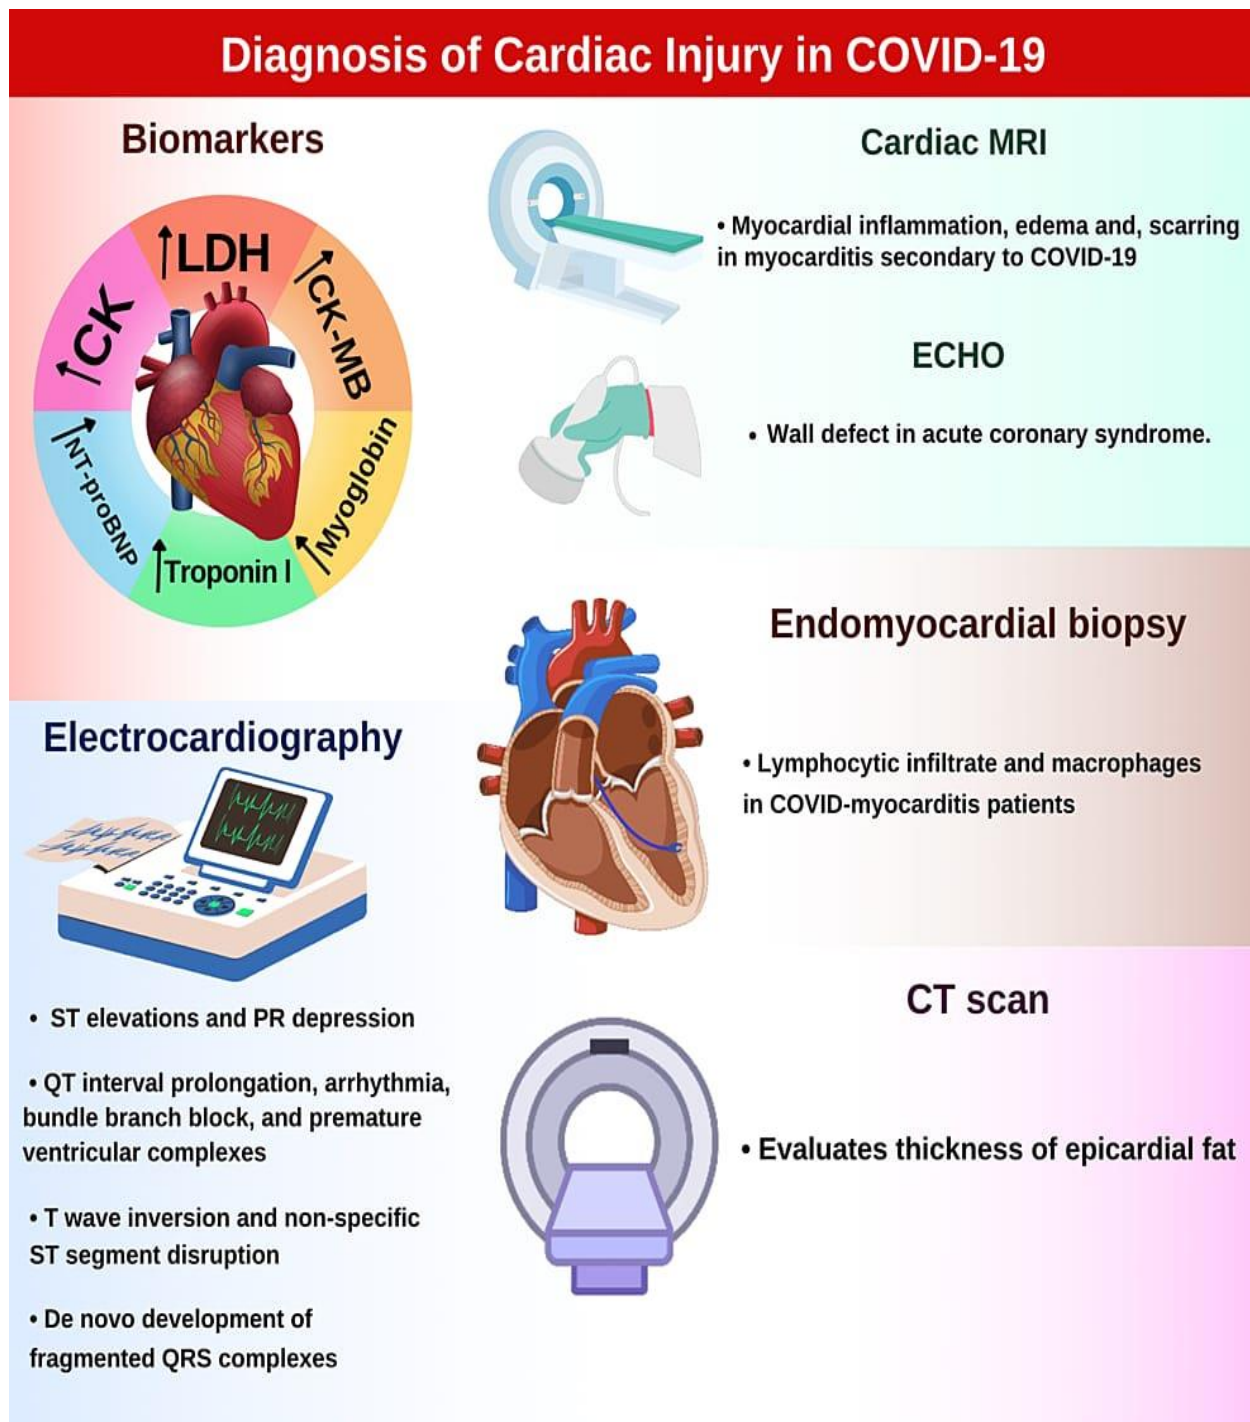 Diagnosis of Cardiac Injury in COVID-19
Biomarkers
LDH
CK-MB
Myoglobin
Troponin I
NT-proBNP
CK
Electrocardiography
• ST elevations and PR depression
• QT interval prolongation, arrhythmia,
bundle branch block, and premature
ventricular complexes
• T wave inversion and non-specific
ST segment disruption
• De novo development of
fragmented QRS complexes
Cardiac MRI
• Myocardial inflammation, edema and, scarring
in myocarditis secondary to COVID-19
ECHO
• Wall defect in acute coronary syndrome.
Endomyocardial biopsy
• Lymphocytic infiltrate and macrophages
in COVID-myocarditis patients
CT scan
• Evaluates thickness of epicardial fat